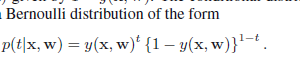 Bernoulli distribution of the form
p(t|x, w) = y(x, w)^t {1 − y(x, w)}^{1−t} .